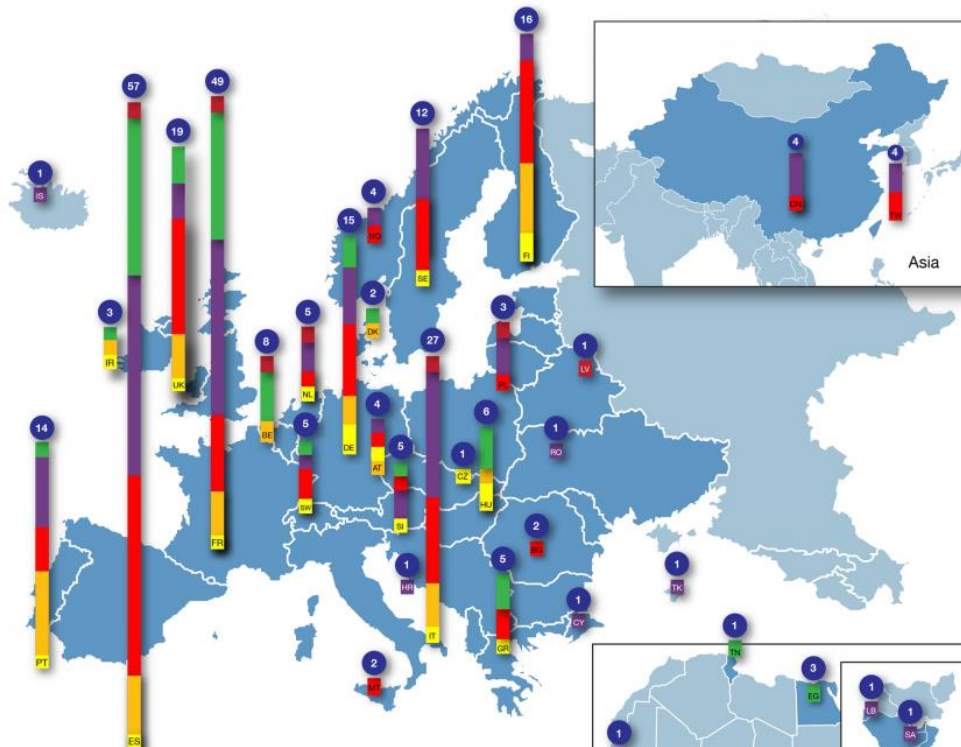 16
57
49
12
19
4
4
1
IS
4
CN
TW
NO
15
SE
FI
Asia
3
2
5
3
IR
DK
27
8
1
UK
PL
LV
NL
14
4
6
BE
5
5
1
1
DE
AT
CZ
RO
HU
SW
SI
FR
2
BG
1
5
1
HR
TK
1
CY
IT
1
PT
GR
TN
2
3
1
ES
MT
EG
LB
1
SA
1